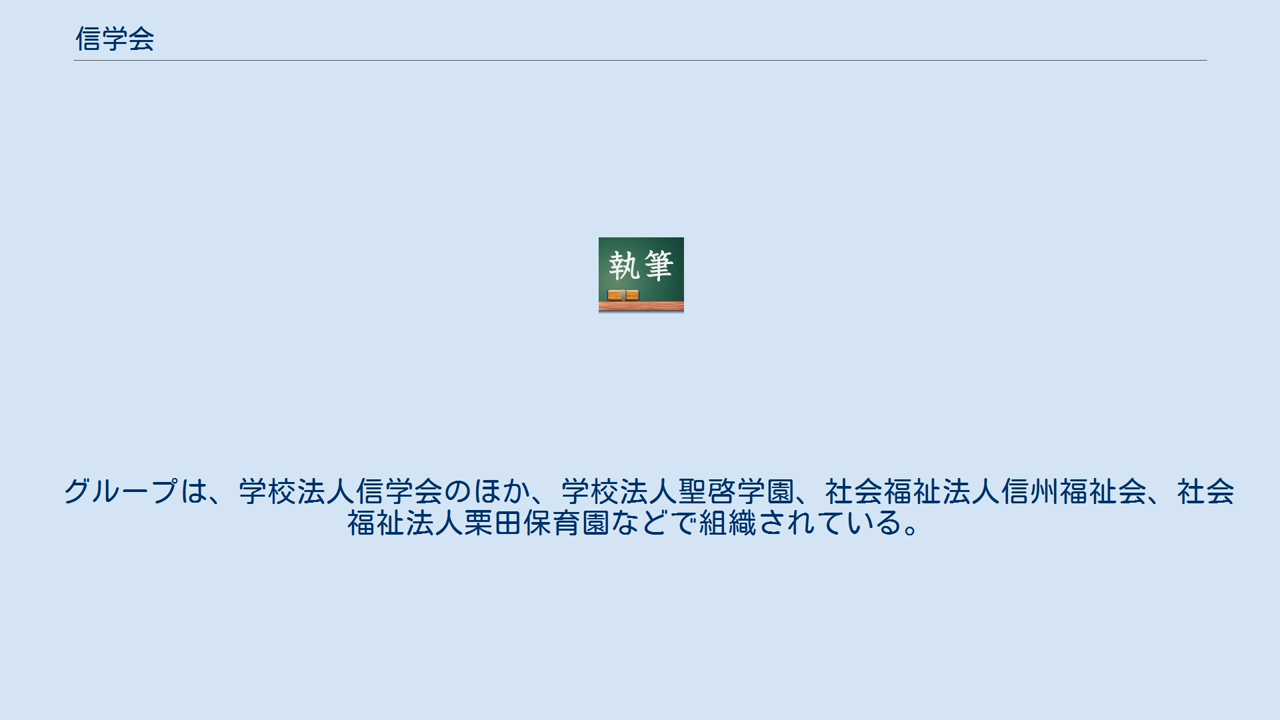 信学会
執筆
グループは、学校法人信学会のほか、学校法人聖啓学園、社会福祉法人信州福祉会、社会
福祉法人栗田保育園などで組織されている。